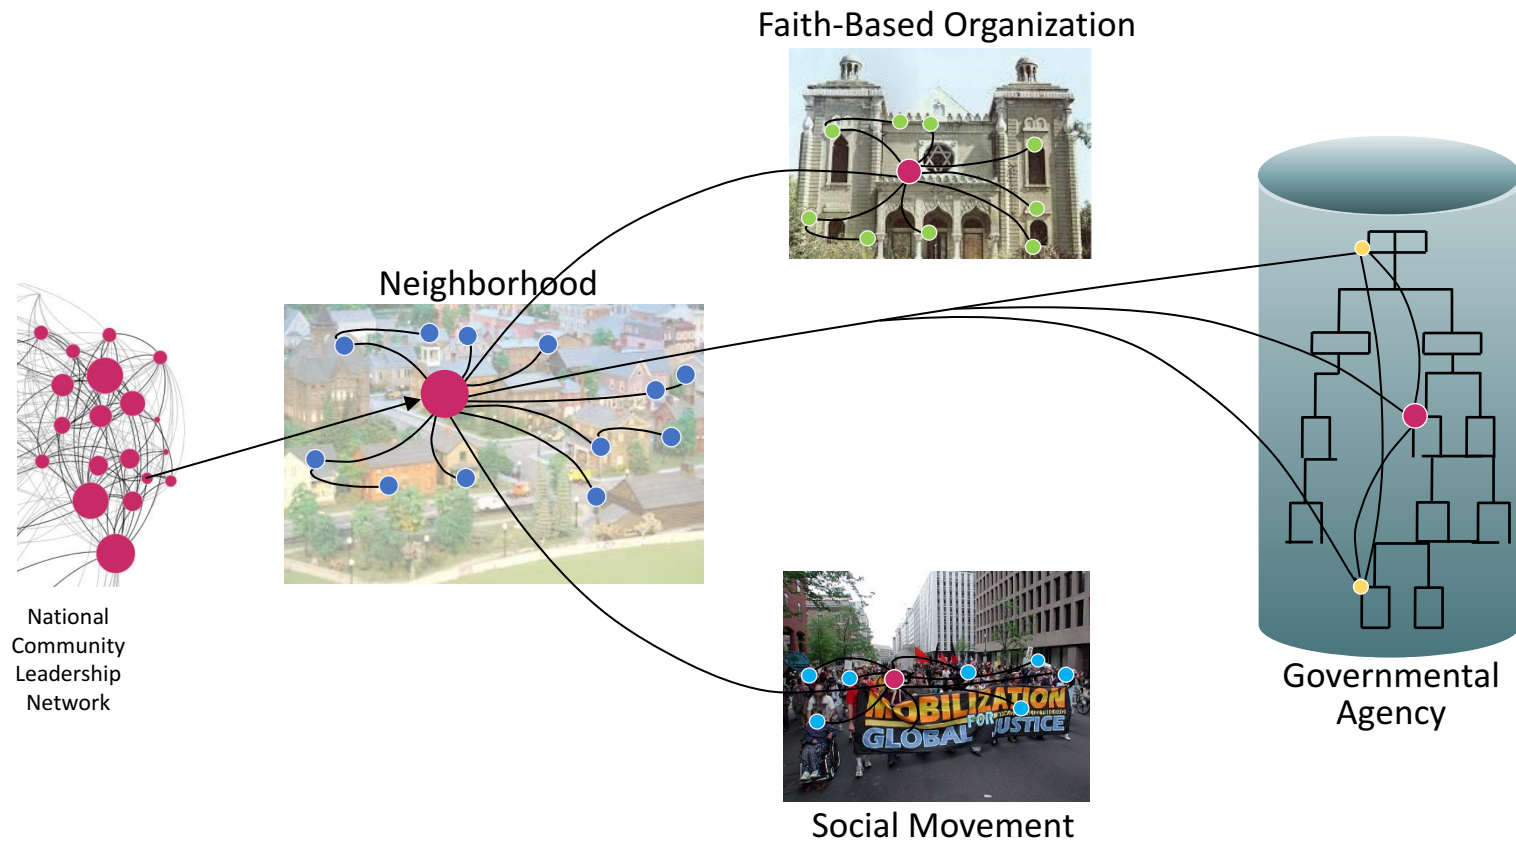 Faith-Based Organization
Neighborhood
National
Community
Leadership
Network
MOBILIZATION
FOR
GLOBAL JUSTICE
Governmental
Agency
Social Movement